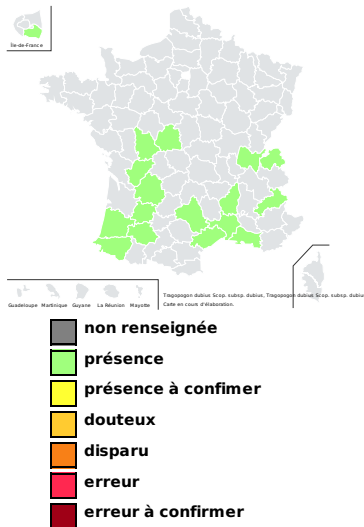 Île-de-France
Guadeloupe Martinique Guyane La Réunion Mayotte
Tragopogon dubius Scop. subsp. dubius, Tragopogon dubius Scop. subsp. dubius
Carte en cours d'élaboration.
non renseignée
présence
présence à confimer
douteux
disparu
erreur
erreur à confirmer